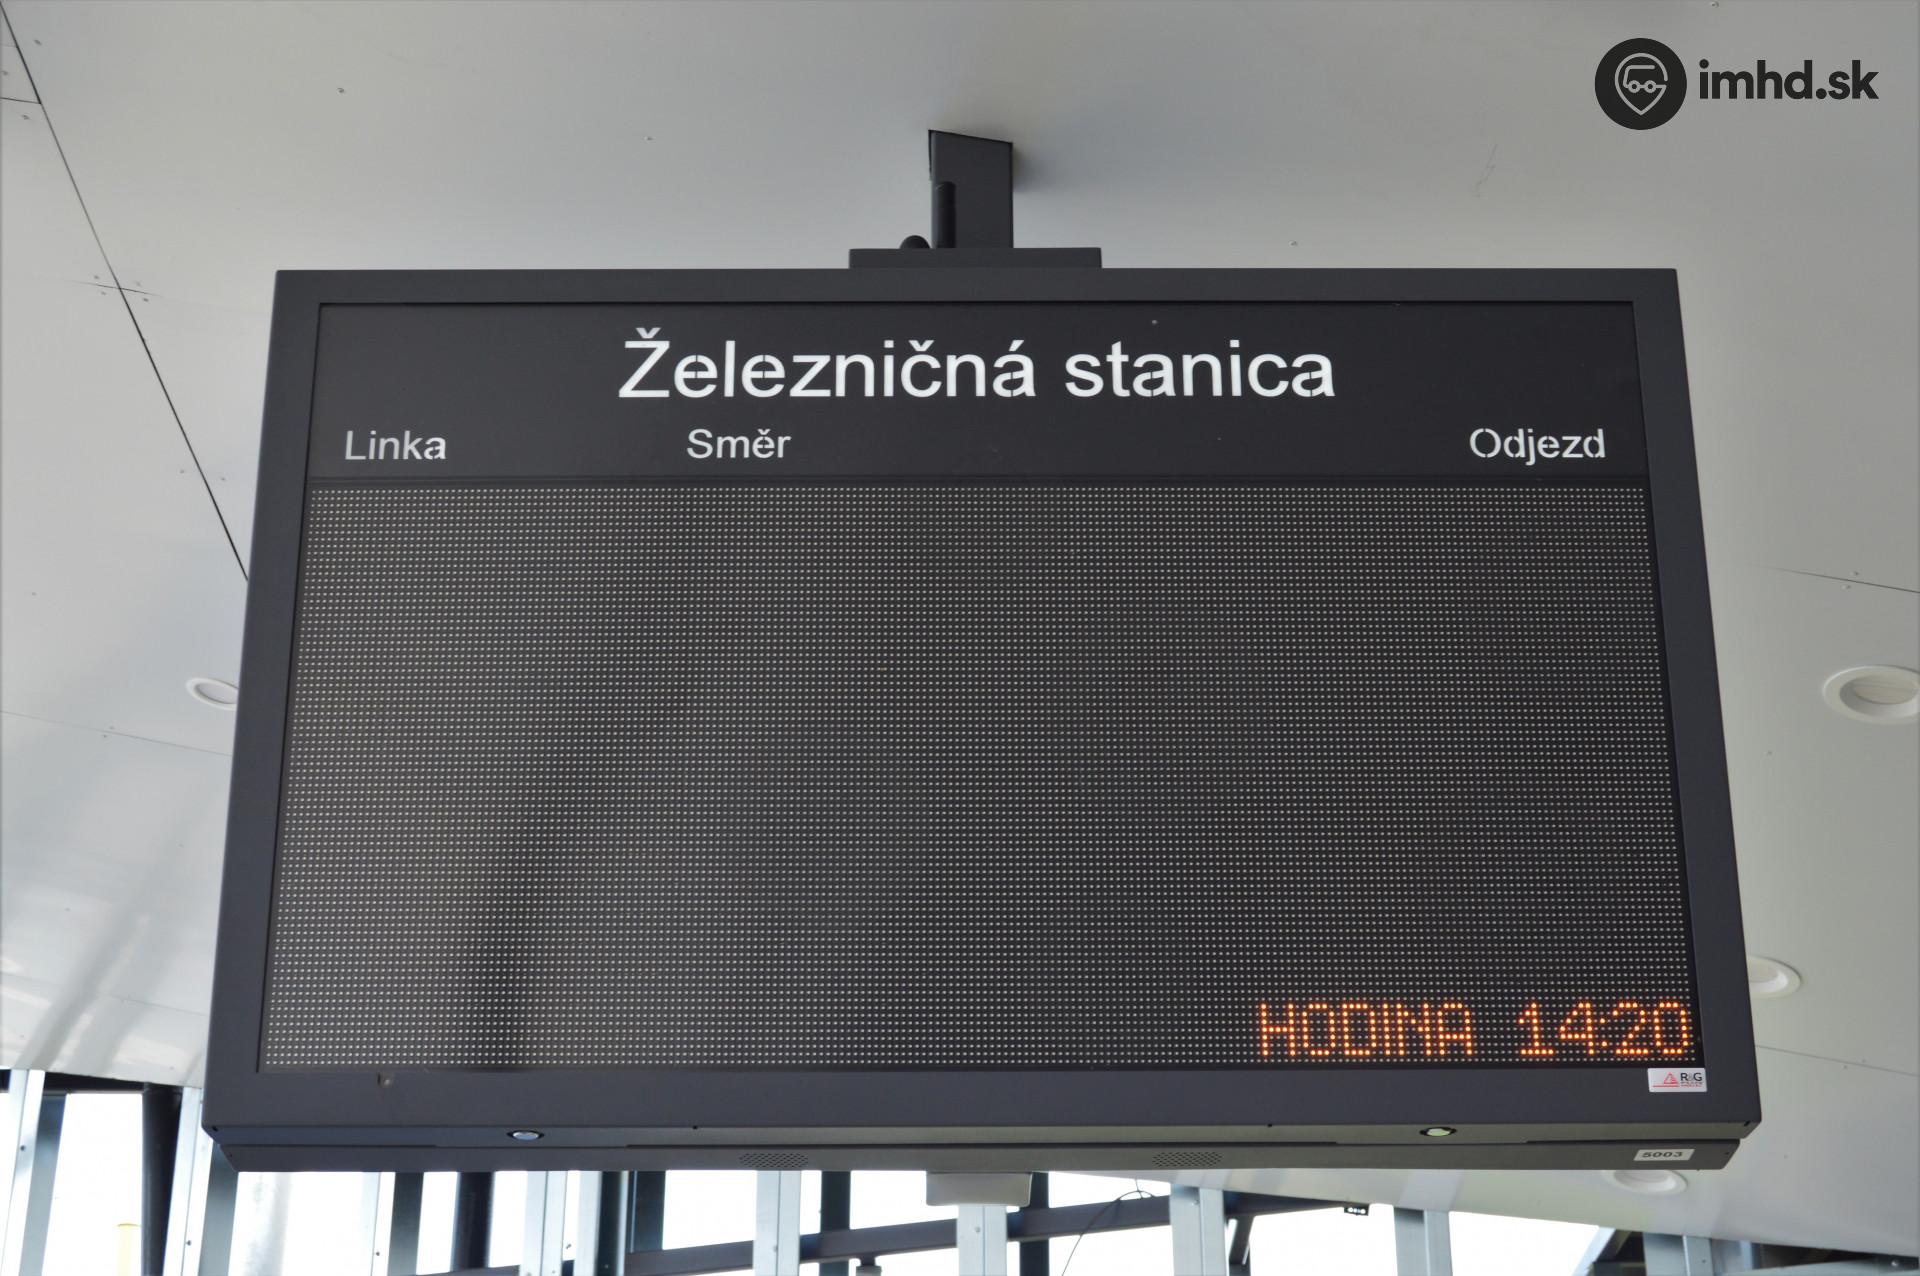 imhd.sk
Železničná stanica
Linka Směr Odjezd
HODINA 14:20
R&G
5003